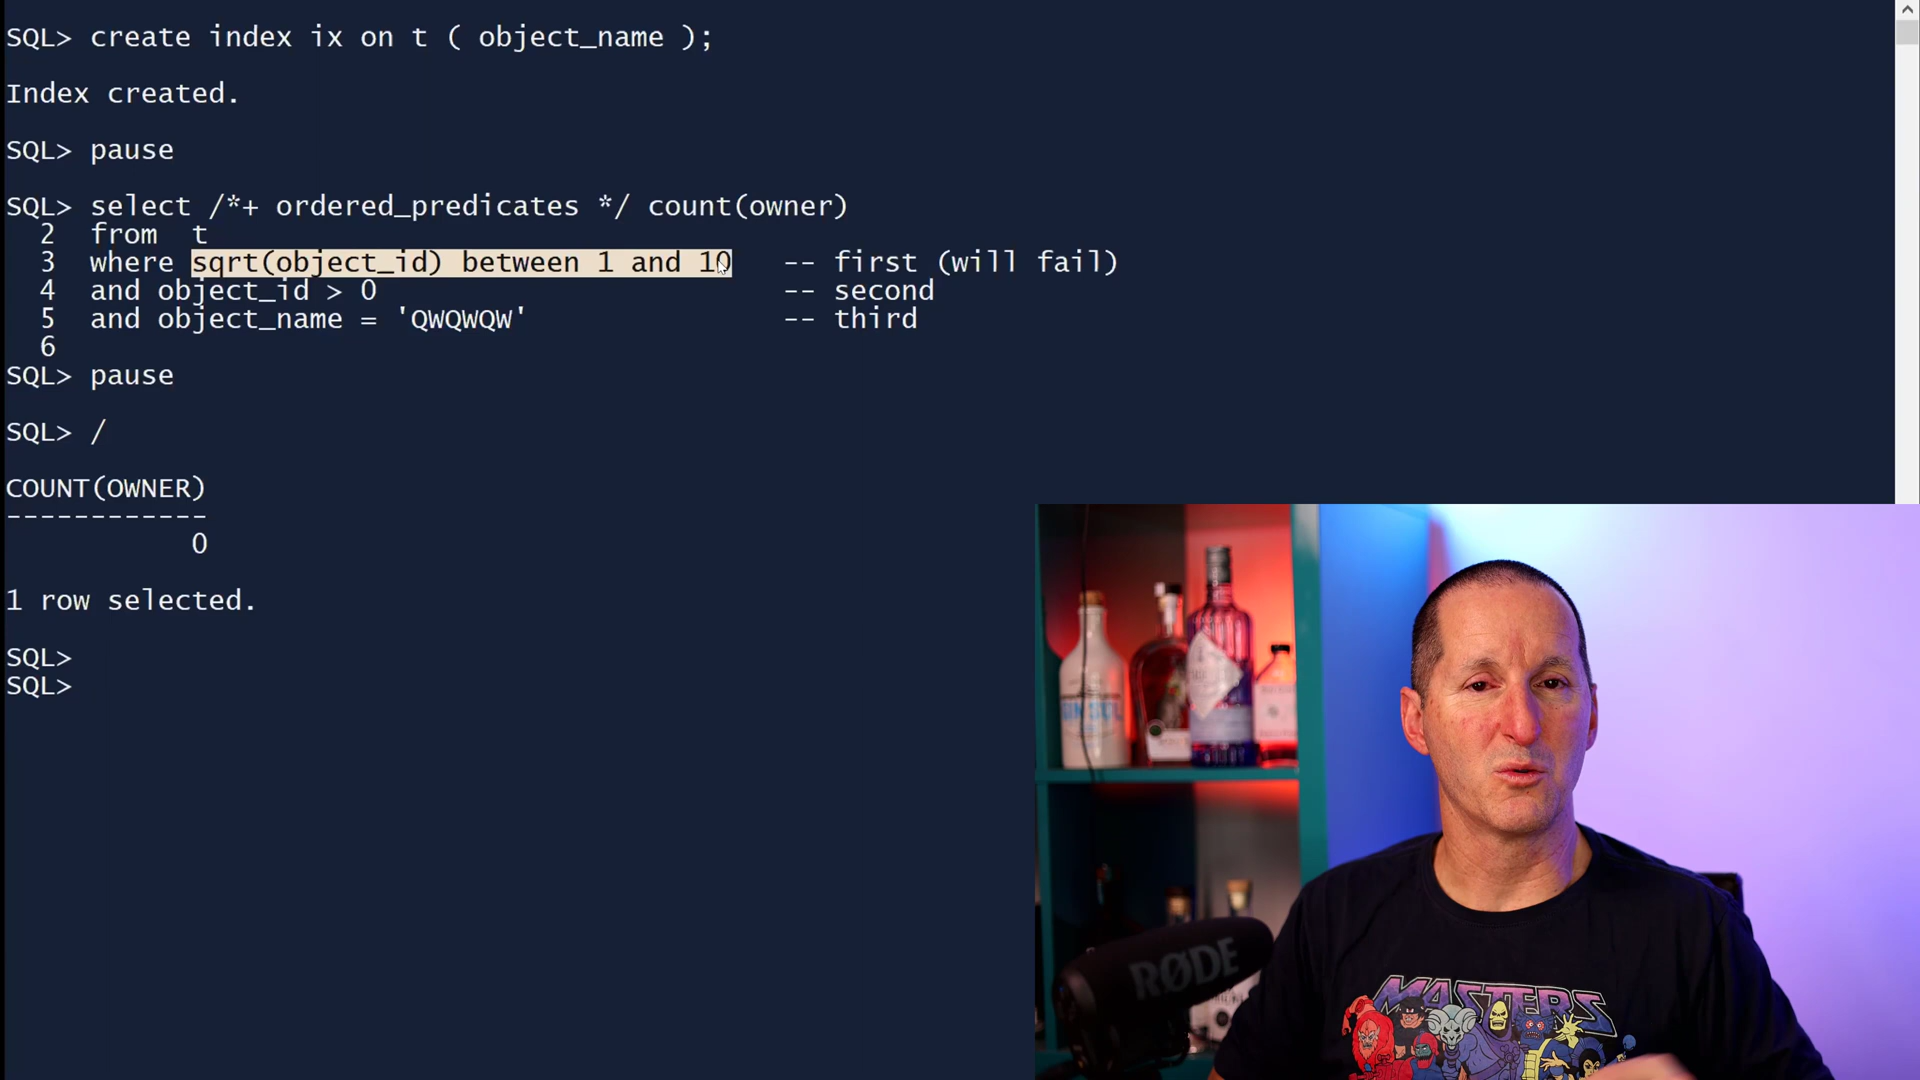 SQL> create index ix on t ( object_name );
Index created.
SQL> pause
SQL> select /*+ ordered_predicates */ count(owner)
2 from t
3 where sqrt(object_id) between 1 and 10 -- first (will fail)
4 and object_id > 0 -- second
5 and object_name = 'QWQWQW' -- third
6
SQL> pause
SQL> /
COUNT(OWNER)
------------
0
1 row selected.
SQL>
SQL>
RØDE
MASTERS